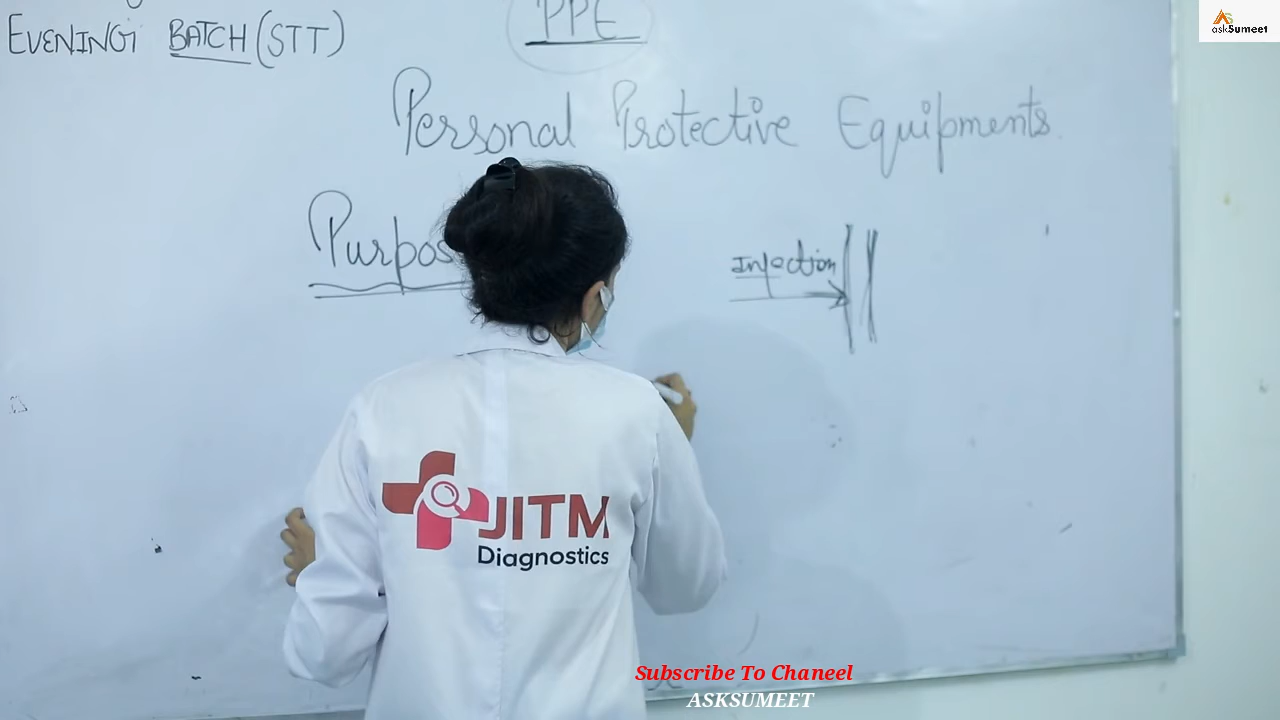 askSumeet
EVENING BATCH (STT)
PPE
Personal Protective Equipments
Purpos
Injection
JITM
Diagnostics
Subscribe To Chaneel
ASKSUMEET